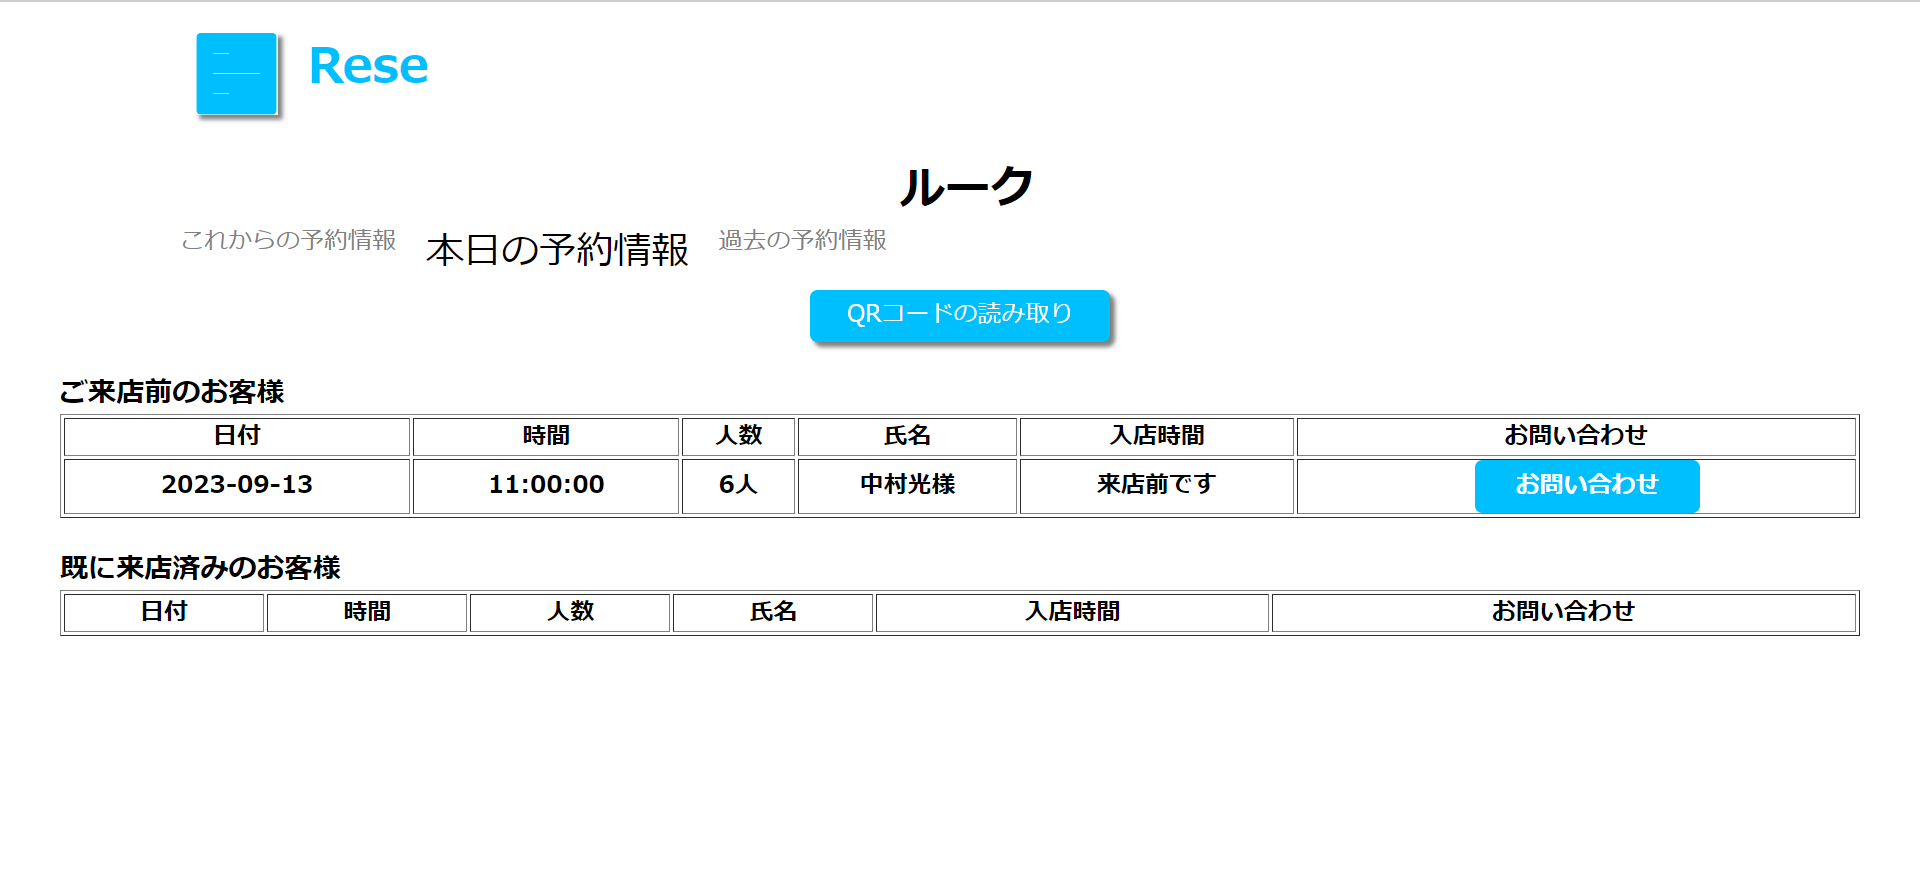 Rese
ルーク
これからの予約情報 本日の予約情報 過去の予約情報
QRコードの読み取り
ご来店前のお客様
日付 時間 人数 氏名 入店時間 お問い合わせ
2023-09-13 11:00:00 6人 中村光様 来店前です お問い合わせ
既に来店済みのお客様
日付 時間 人数 氏名 入店時間 お問い合わせ